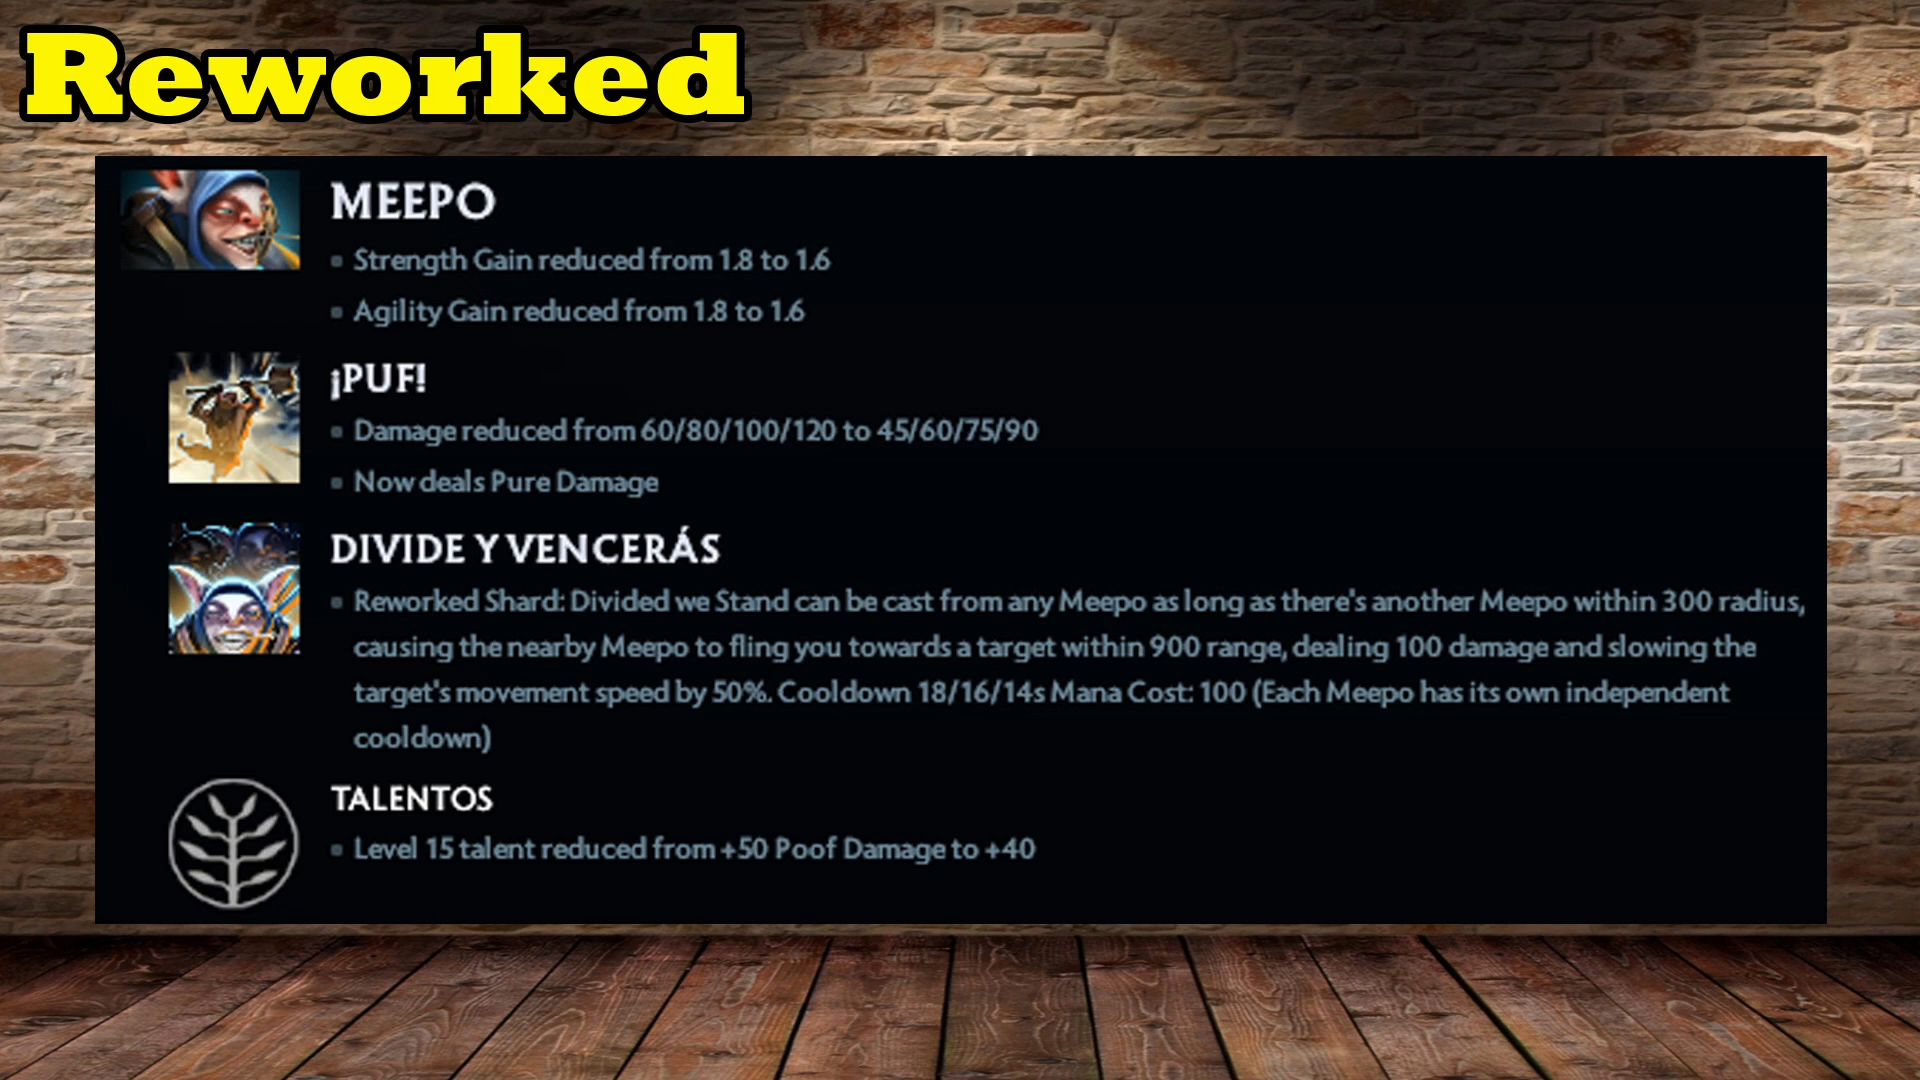 Reworked
MEEPO
Strength Gain reduced from 1.8 to 1.6
Agility Gain reduced from 1.8 to 1.6
¡PUF!
Damage reduced from 60/80/100/120 to 45/60/75/90
Now deals Pure Damage
DIVIDE Y VENCERÁS
Reworked Shard: Divided we Stand can be cast from any Meepo as long as there's another Meepo within 300 radius,
causing the nearby Meepo to fling you towards a target within 900 range, dealing 100 damage and slowing the
target's movement speed by 50%. Cooldown 18/16/14s Mana Cost: 100 (Each Meepo has its own independent
cooldown)
TALENTOS
Level 15 talent reduced from +50 Poof Damage to +40